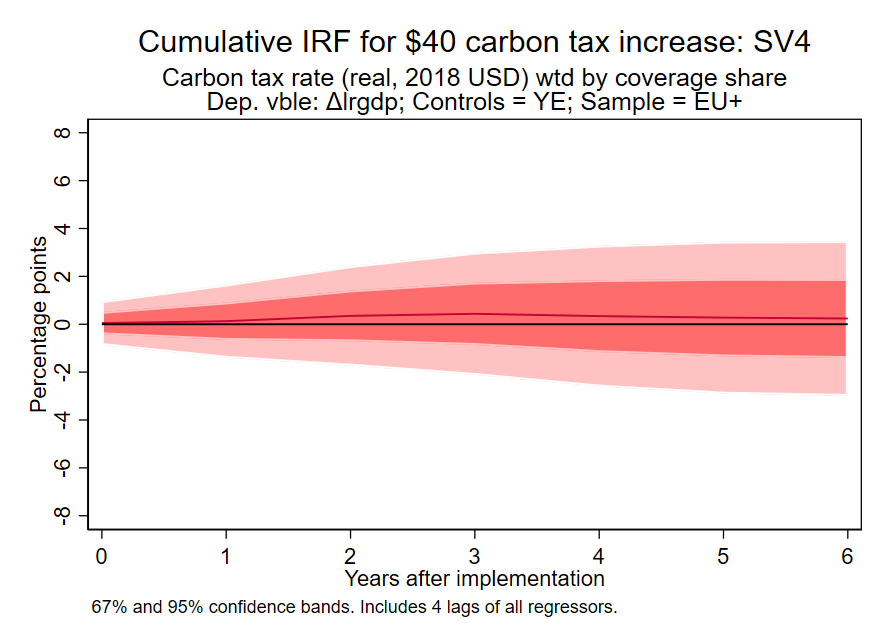 Cumulative IRF for $40 carbon tax increase: SV4
Carbon tax rate (real, 2018 USD) wtd by coverage share
Dep. vble: Δlrgdp; Controls = YE; Sample = EU+
Percentage points
8
6
4
2
0
-2
-4
-6
-8
0 1 2 3 4 5 6
Years after implementation
67% and 95% confidence bands. Includes 4 lags of all regressors.